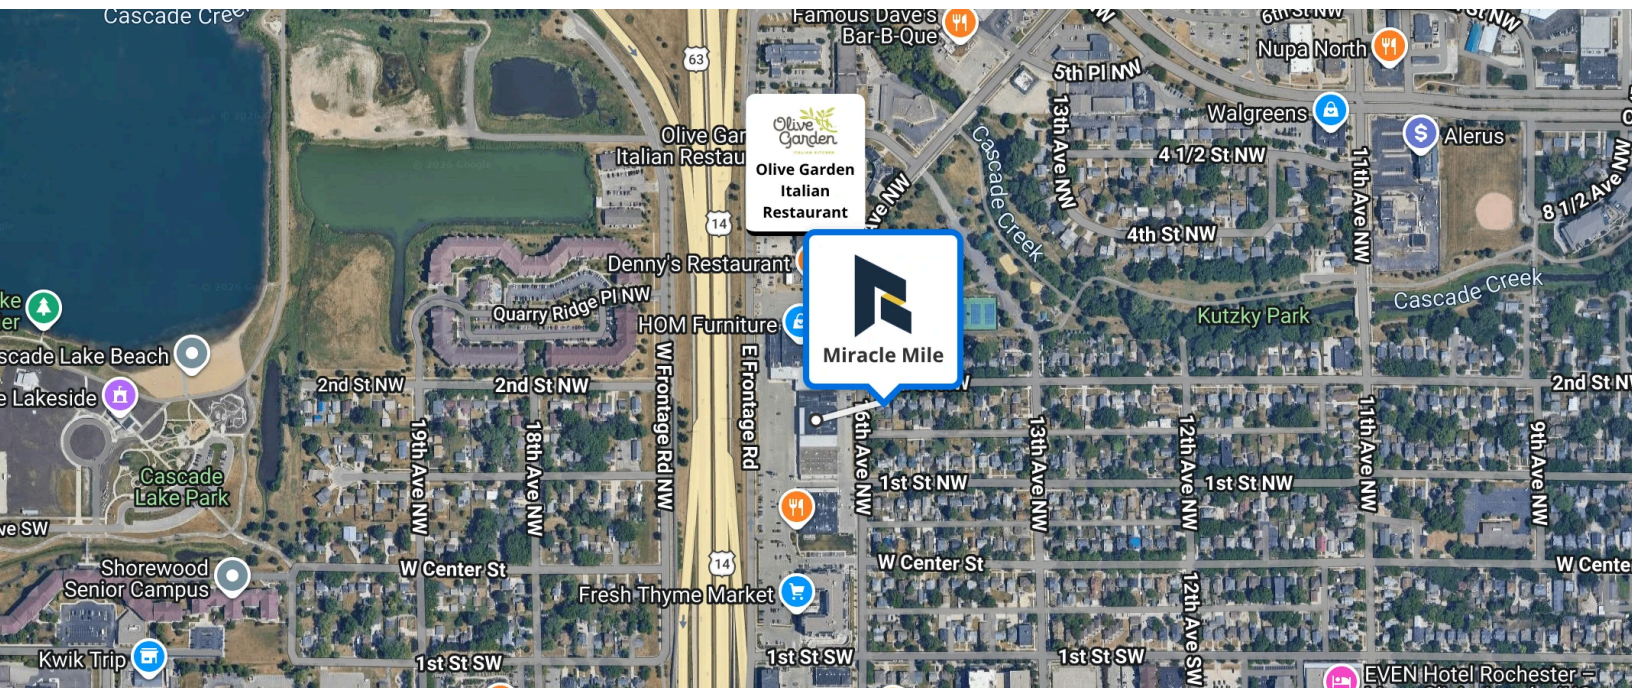 Cascade Creek
Famous Dave's
Bar-B-Que
6th St NW
Nupa North
63
5th Pl NW
13th Ave NW
Walgreens
Alerus
Olive Garden
Olive Gar
Italian Restau
Olive Garden
Italian
Restaurant
4 1/2 St NW
11th Ave NW
8 1/2 Ave NW
Cascade Creek
Ave NW
14
4th St NW
Denny's Restaurant
Quarry Ridge Pl NW
Cascade Creek
Kutzky Park
HOM Furniture
Miracle Mile
scade Lake Beach
W Frontage Rd NW
E Frontage Rd
2nd St NW
2nd St NW
2nd St NW
e Lakeside
19th Ave NW
18th Ave NW
16th Ave NW
13th Ave NW
12th Ave NW
11th Ave NW
9th Ave NW
Cascade
Lake Park
1st St NW
1st St NW
we SW
Shorewood
Senior Campus
W Center St
14
W Center St
W Cente
Fresh Thyme Market
12th Ave SW
Kwik Trip
1st St SW
1st St SW
1st St SW
EVEN Hotel Rochester –